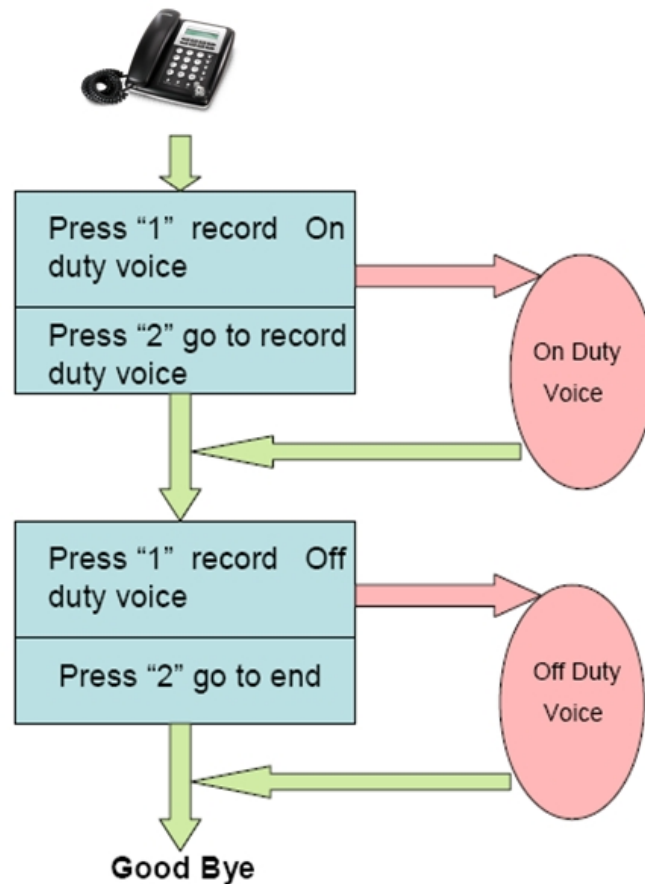 Press “1” record On
duty voice
Press “2” go to record
duty voice
On Duty
Voice
Press “1” record Off
duty voice
Press “2” go to end
Off Duty
Voice
Good Bye